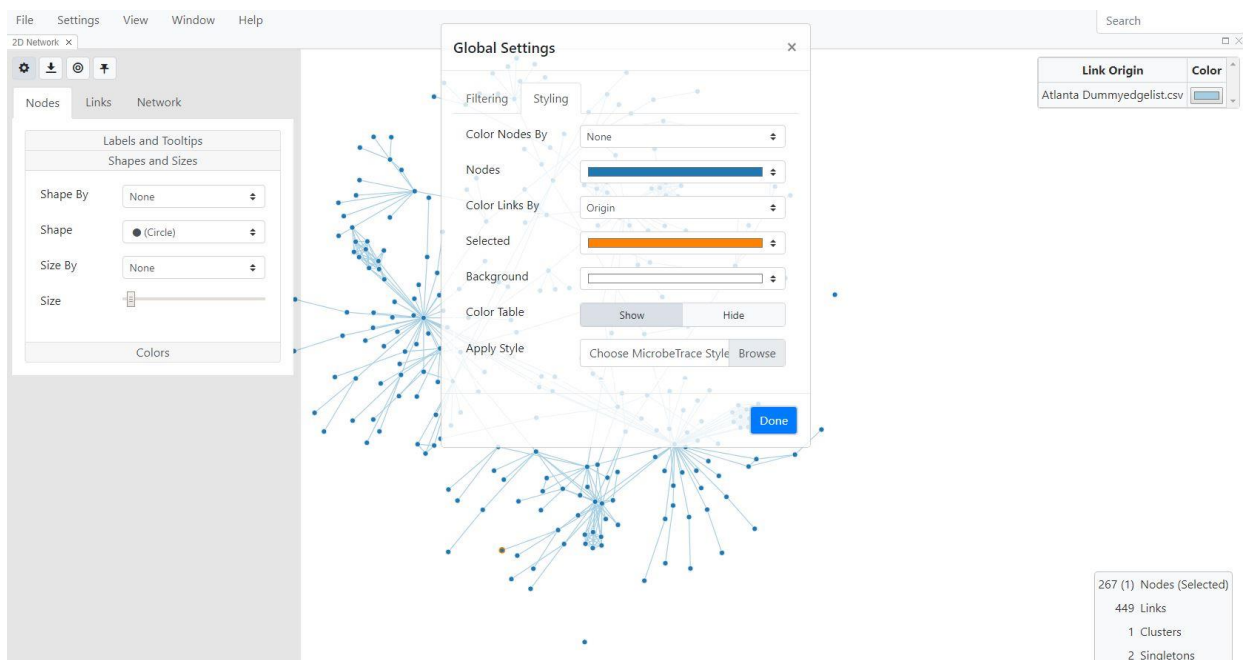 File Settings View Window Help Search
2D Network ×
Nodes Links Network
Labels and Tooltips
Shapes and Sizes
Shape By None
Shape (Circle)
Size By None
Size
Colors
Global Settings ×
Filtering Styling
Color Nodes By None
Nodes
Color Links By Origin
Selected
Background
Color Table Show Hide
Apply Style Choose MicrobeTrace Style Browse
Done
Link Origin Color
Atlanta Dummyedgelist.csv
267 (1) Nodes (Selected)
449 Links
1 Clusters
2 Singletons